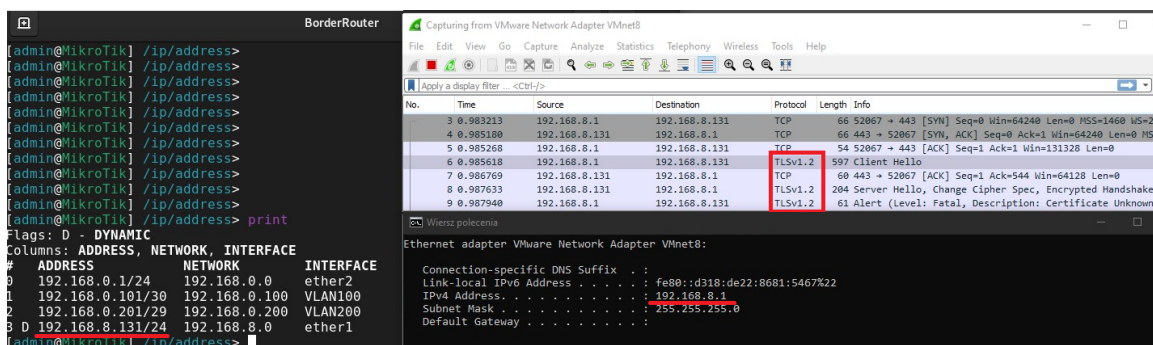 BorderRouter
[admin@MikroTik] /ip/address>
[admin@MikroTik] /ip/address>
[admin@MikroTik] /ip/address>
[admin@MikroTik] /ip/address>
[admin@MikroTik] /ip/address>
[admin@MikroTik] /ip/address>
[admin@MikroTik] /ip/address>
[admin@MikroTik] /ip/address>
[admin@MikroTik] /ip/address>
[admin@MikroTik] /ip/address>
[admin@MikroTik] /ip/address>
[admin@MikroTik] /ip/address> print
Flags: D - DYNAMIC
Columns: ADDRESS, NETWORK, INTERFACE
# ADDRESS NETWORK INTERFACE
0 192.168.0.1/24 192.168.0.0 ether2
1 192.168.0.101/30 192.168.0.100 VLAN100
2 192.168.0.201/29 192.168.0.200 VLAN200
3 D 192.168.8.131/24 192.168.8.0 ether1
[admin@MikroTik] /ip/address>
Capturing from VMware Network Adapter VMnet8
File Edit View Go Capture Analyze Statistics Telephony Wireless Tools Help
Apply a display filter ... <Ctrl-/>
No. Time Source Destination Protocol Length Info
3 0.983213 192.168.8.1 192.168.8.131 TCP 66 52067 → 443 [SYN] Seq=0 Win=64240 Len=0 MSS=1460 WS=2
4 0.985180 192.168.8.131 192.168.8.1 TCP 66 443 → 52067 [SYN, ACK] Seq=0 Ack=1 Win=64240 Len=0 MS
5 0.985268 192.168.8.1 192.168.8.131 TCP 54 52067 → 443 [ACK] Seq=1 Ack=1 Win=131328 Len=0
6 0.985618 192.168.8.1 192.168.8.131 TLSv1.2 597 Client Hello
7 0.986769 192.168.8.131 192.168.8.1 TCP 60 443 → 52067 [ACK] Seq=1 Ack=544 Win=64128 Len=0
8 0.987633 192.168.8.131 192.168.8.1 TLSv1.2 204 Server Hello, Change Cipher Spec, Encrypted Handshake
9 0.987940 192.168.8.1 192.168.8.131 TLSv1.2 61 Alert (Level: Fatal, Description: Certificate Unknown
Wiersz polecenia
Ethernet adapter VMware Network Adapter VMnet8:
Connection-specific DNS Suffix . :
Link-local IPv6 Address . . . . . : fe80::d318:de22:8681:5467%22
IPv4 Address. . . . . . . . . . . : 192.168.8.1
Subnet Mask . . . . . . . . . . . : 255.255.255.0
Default Gateway . . . . . . . . . :